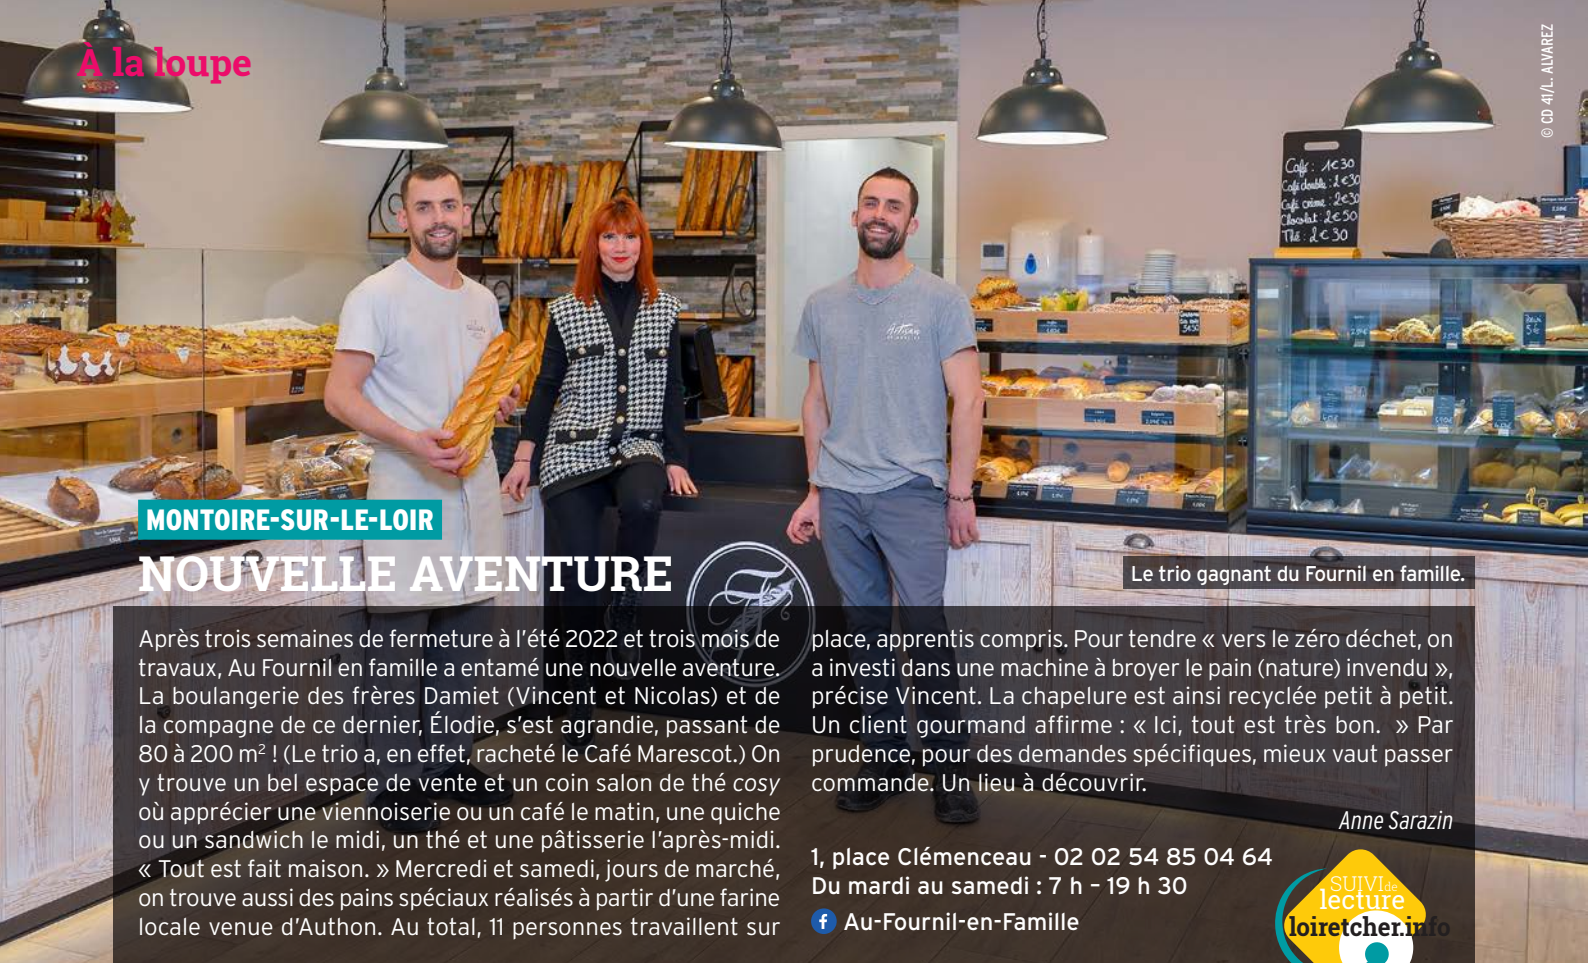 À la loupe
© CD 41/L. ALVAREZ
Café : 1€30
Café double : 2€30
Café crème : 2€30
Chocolat : 2€50
Thé : 2€30
Artisan
MONTOIRE-SUR-LE-LOIR
NOUVELLE AVENTURE
Le trio gagnant du Fournil en famille.
Après trois semaines de fermeture à l’été 2022 et trois mois de
travaux, Au Fournil en famille a entamé une nouvelle aventure.
La boulangerie des frères Damiet (Vincent et Nicolas) et de
la compagne de ce dernier, Élodie, s’est agrandie, passant de
80 à 200 m² ! (Le trio a, en effet, racheté le Café Marescot.) On
y trouve un bel espace de vente et un coin salon de thé cosy
où apprécier une viennoiserie ou un café le matin, une quiche
ou un sandwich le midi, un thé et une pâtisserie l’après-midi.
« Tout est fait maison. » Mercredi et samedi, jours de marché,
on trouve aussi des pains spéciaux réalisés à partir d’une farine
locale venue d’Authon. Au total, 11 personnes travaillent sur
place, apprentis compris. Pour tendre « vers le zéro déchet, on
a investi dans une machine à broyer le pain (nature) invendu »,
précise Vincent. La chapelure est ainsi recyclée petit à petit.
Un client gourmand affirme : « Ici, tout est très bon. » Par
prudence, pour des demandes spécifiques, mieux vaut passer
commande. Un lieu à découvrir.
Anne Sarazin
1, place Clémenceau - 02 02 54 85 04 64
Du mardi au samedi : 7 h – 19 h 30
Au-Fournil-en-Famille
SUIVI de
lecture
loiretcher.info